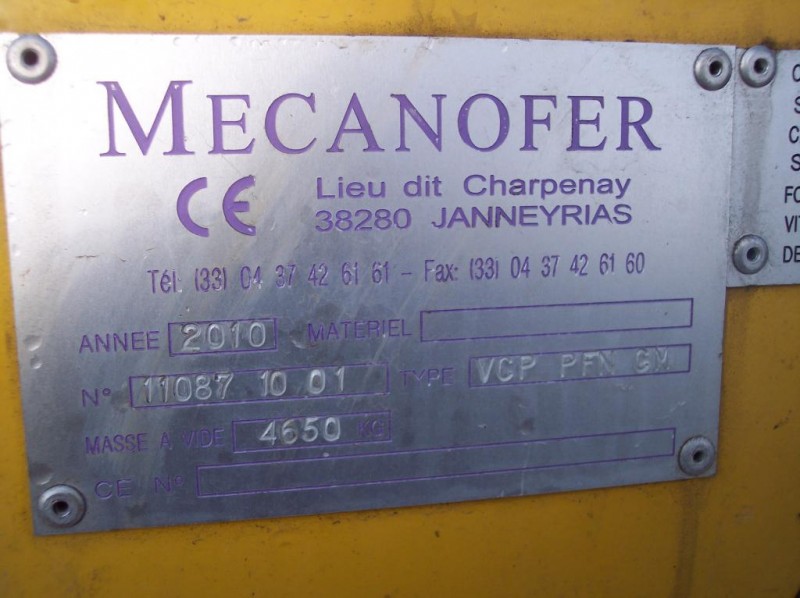 MECANOFER
CE Lieu dit Charpenay
38280 JANNEYRIAS
Tél: (33) 04 37 42 61 61 - Fax: (33) 04 37 42 61 60
ANNEE 2010 MATERIEL
N° 11087 10 01 TYPE VCP PFN GM
MASSE A VIDE 4650 KG
CE N°